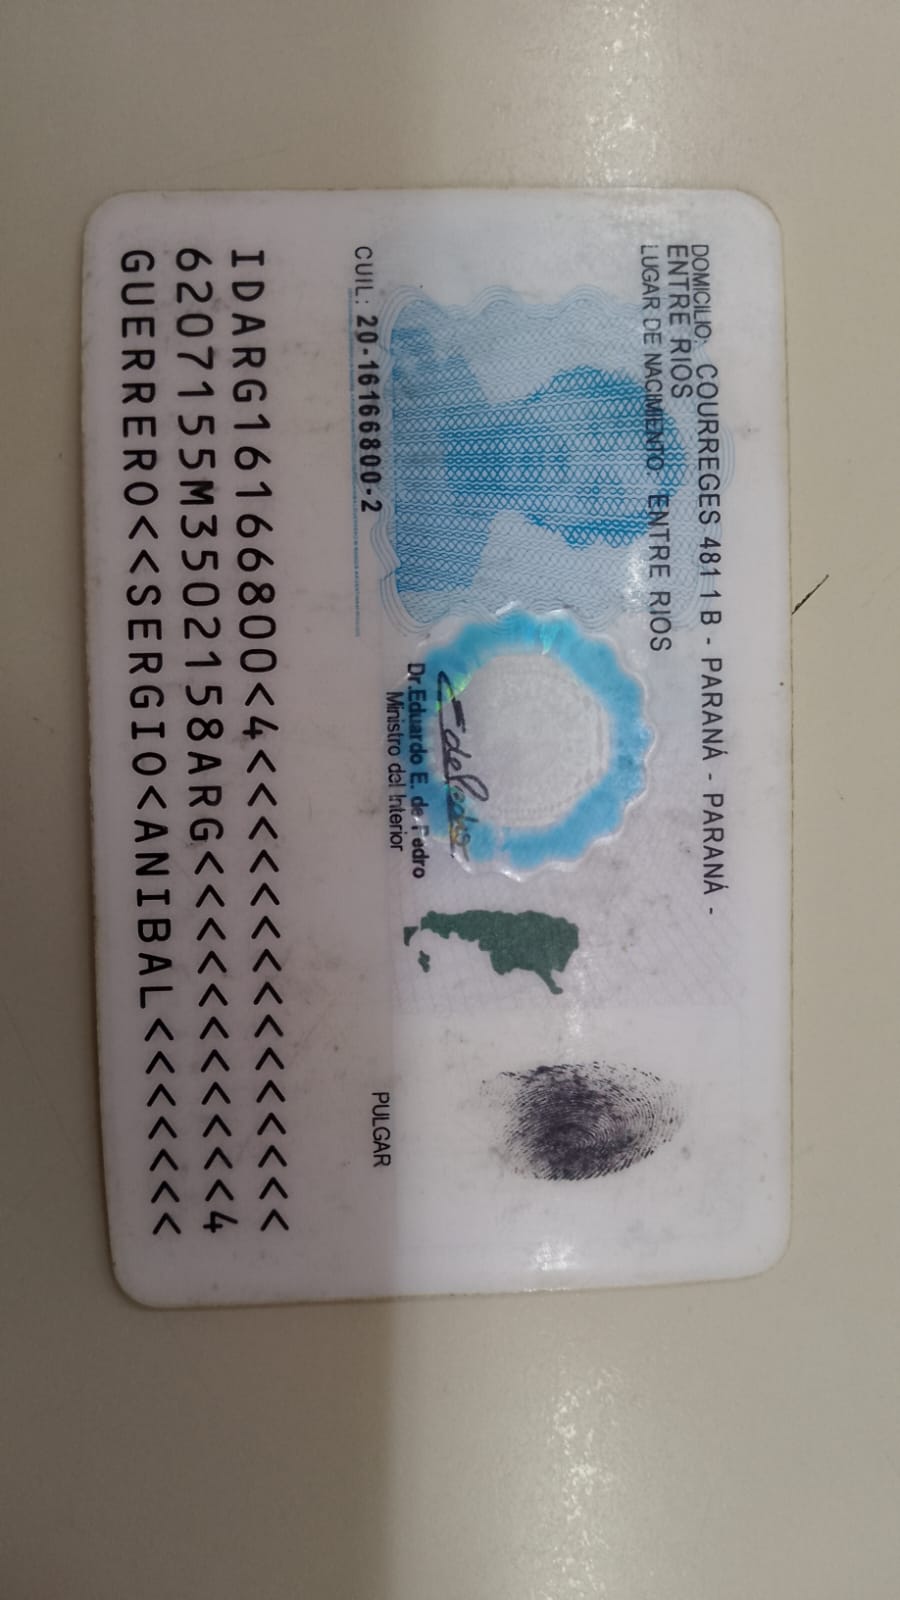 DOMICILIO: COURREGES 481 1 B - PARANÁ - PARANÁ -
ENTRE RIOS
LUGAR DE NACIMIENTO: ENTRE RIOS
Dr. Eduardo E. de Pedro
Ministro del Interior
CUIL: 20-16166800-2
PULGAR
IDARG16166800<4<<<<<<<<<<<<<<<
6207155M3502158ARG<<<<<<<<<<<4
GUERRERO<<SERGIO<ANIBAL<<<<<<<